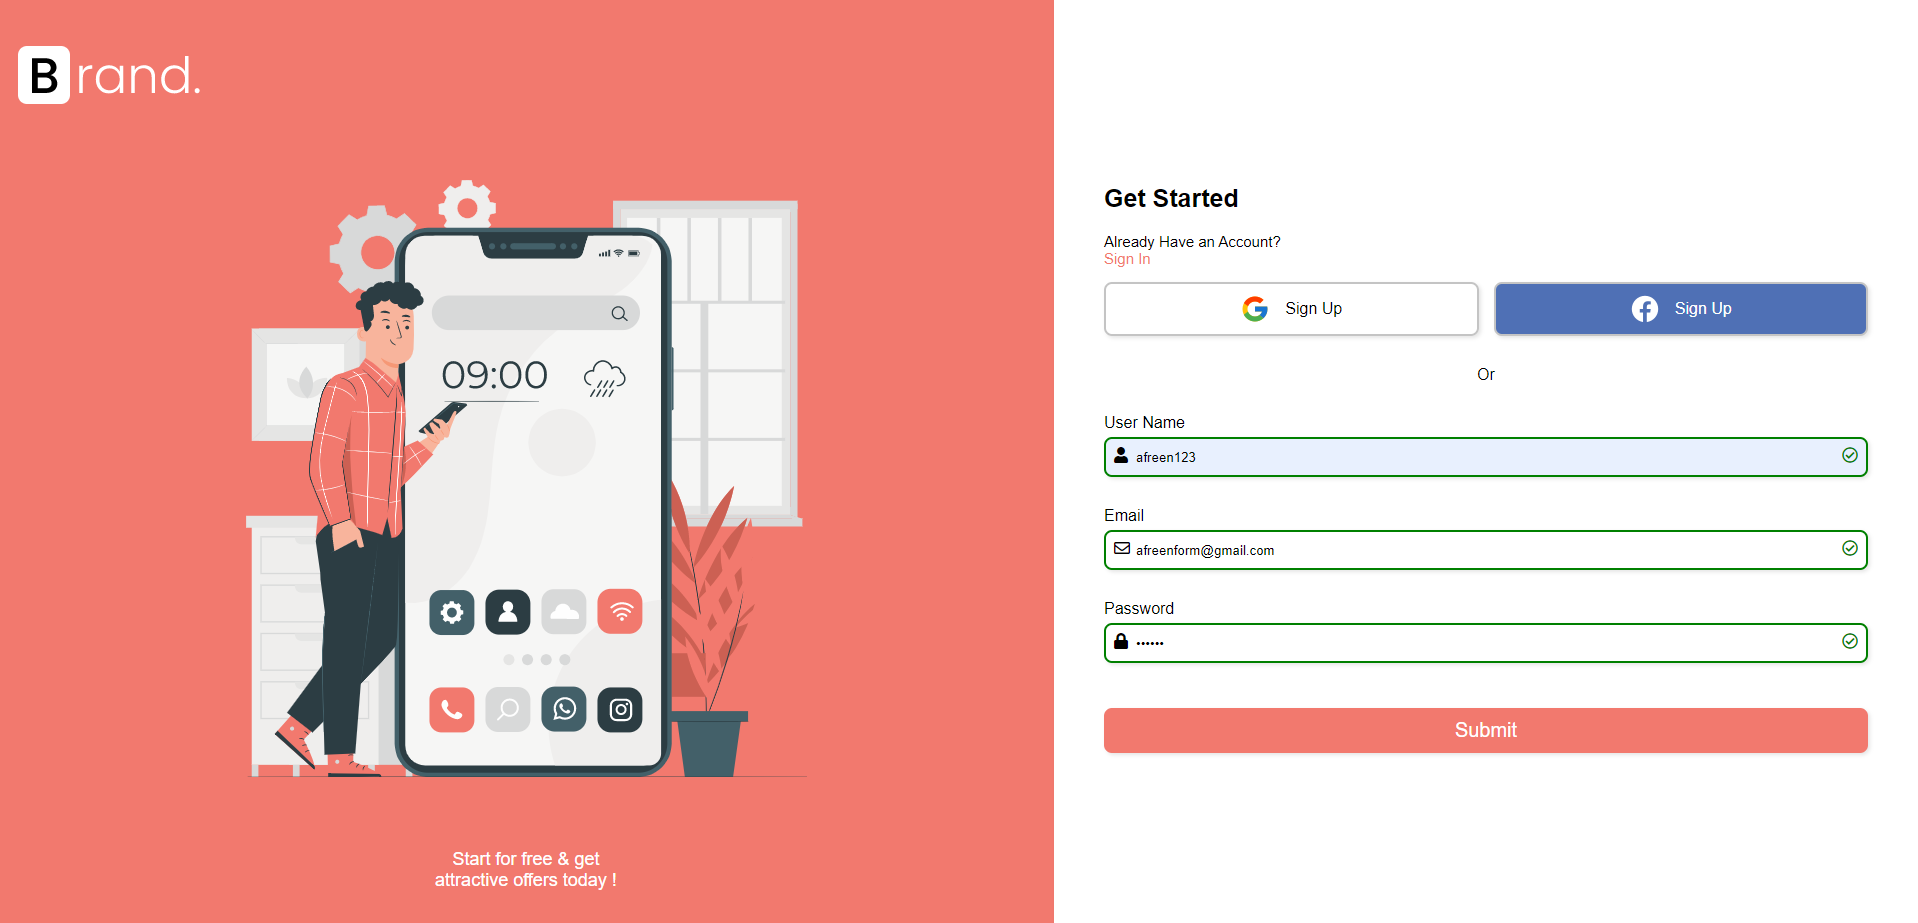 Brand.
09:00
Start for free & get
attractive offers today !
Get Started
Already Have an Account?
Sign In
Sign Up
Sign Up
Or
User Name
afreen123
Email
afreenform@gmail.com
Password
••••••
Submit